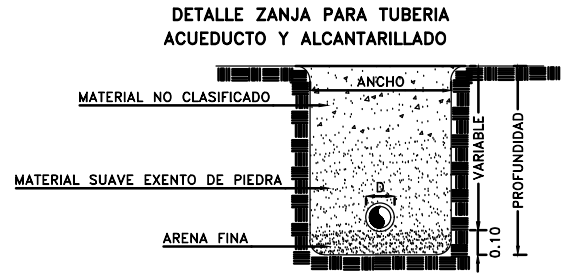 DETALLE ZANJA PARA TUBERIA
ACUEDUCTO Y ALCANTARILLADO
ANCHO
MATERIAL NO CLASIFICADO
VARIABLE
PROFUNDIDAD
MATERIAL SUAVE EXENTO DE PIEDRA
D
ARENA FINA
0.10